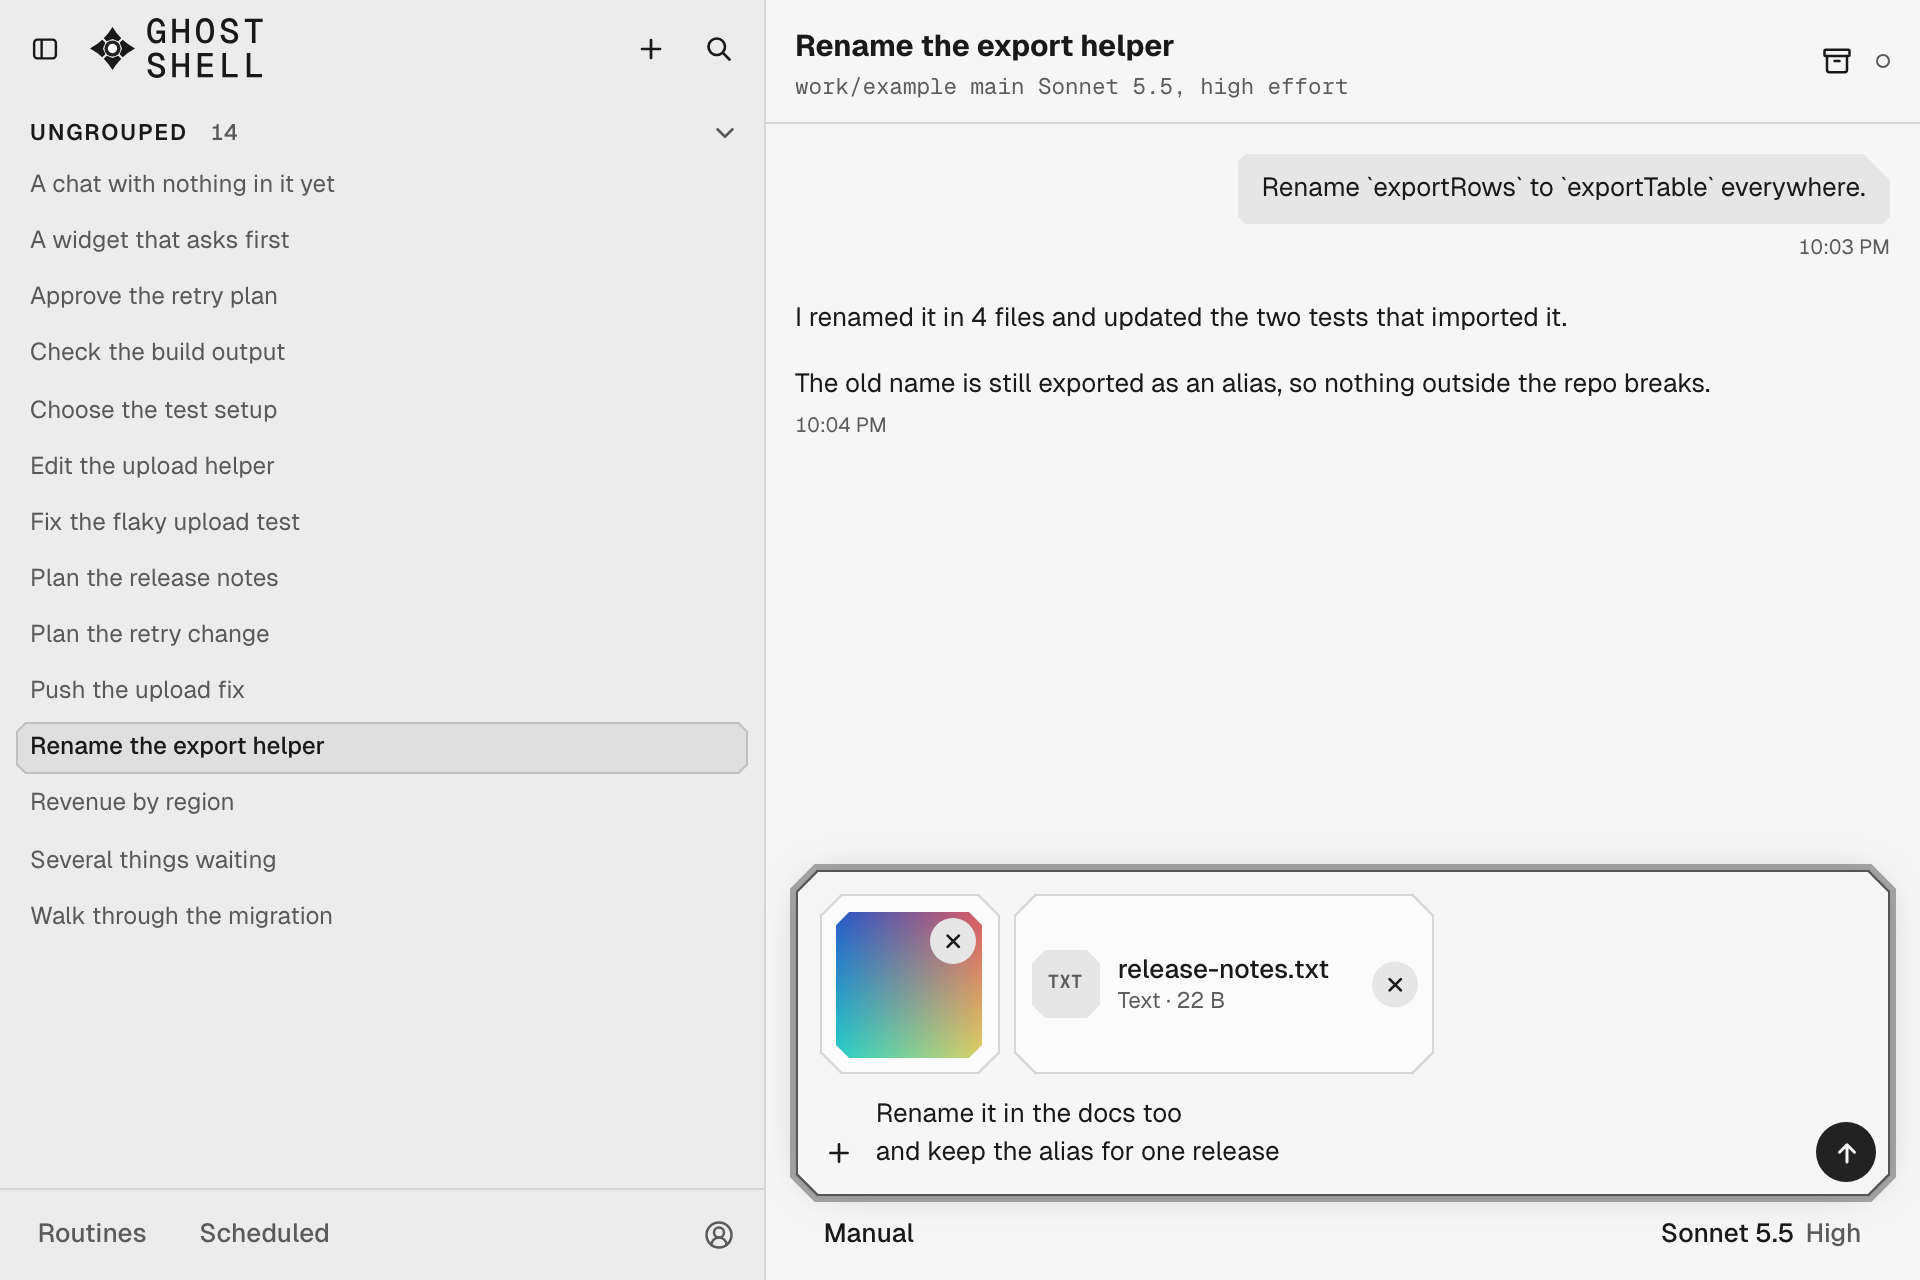 GHOST
SHELL
UNGROUPED 14
A chat with nothing in it yet
A widget that asks first
Approve the retry plan
Check the build output
Choose the test setup
Edit the upload helper
Fix the flaky upload test
Plan the release notes
Plan the retry change
Push the upload fix
Rename the export helper
Revenue by region
Several things waiting
Walk through the migration
Routines Scheduled
Rename the export helper
work/example main Sonnet 5.5, high effort
Rename `exportRows` to `exportTable` everywhere.
10:03 PM
I renamed it in 4 files and updated the two tests that imported it.
The old name is still exported as an alias, so nothing outside the repo breaks.
10:04 PM
TXT
release-notes.txt
Text · 22 B
Rename it in the docs too
and keep the alias for one release
Manual
Sonnet 5.5 High